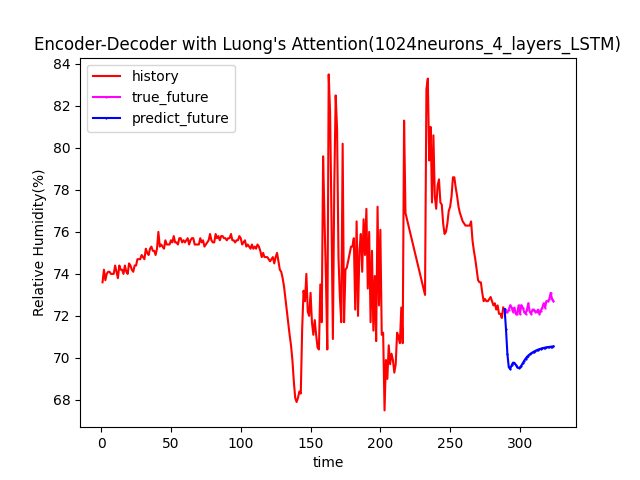 Encoder-Decoder with Luong's Attention(1024neurons_4_layers_LSTM)
history
true_future
predict_future
Relative Humidity(%)
84
82
80
78
76
74
72
70
68
0
50
100
150
200
250
300
time